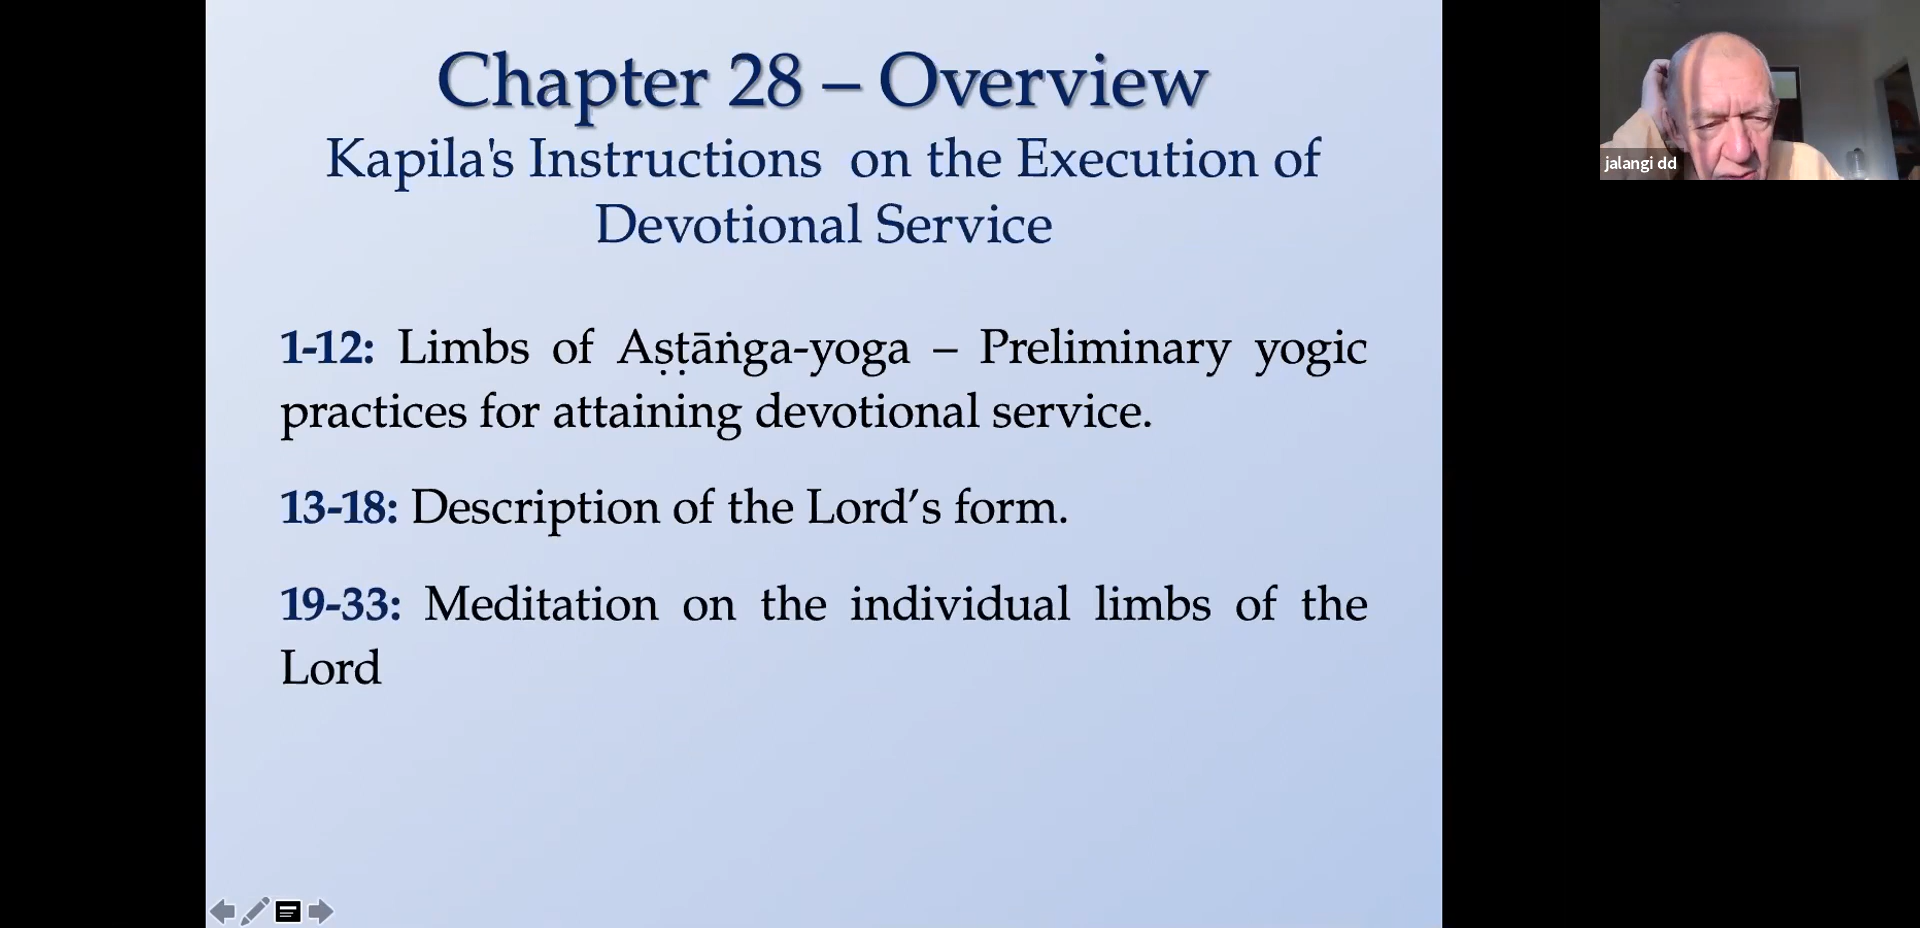 Chapter 28 – Overview
Kapila's Instructions on the Execution of
Devotional Service
1-12: Limbs of Aṣṭāṅga-yoga – Preliminary yogic
practices for attaining devotional service.
13-18: Description of the Lord’s form.
19-33: Meditation on the individual limbs of the
Lord
jalangi dd